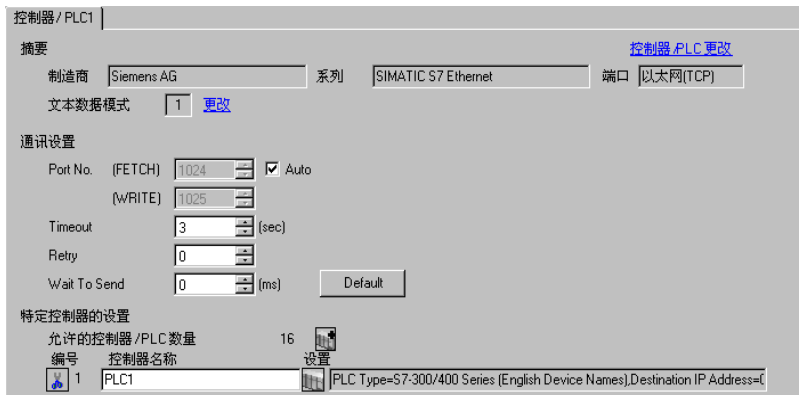 控制器/ PLC1
摘要 控制器/PLC更改
制造商 Siemens AG 系列 SIMATIC S7 Ethernet 端口 以太网(TCP)
文本数据模式 1 更改
通讯设置
Port No. (FETCH) 1024 Auto
(WRITE) 1025
Timeout 3 (sec)
Retry 0
Wait To Send 0 (ms) Default
特定控制器的设置
允许的控制器/PLC数量 16
编号 控制器名称 设置
1 PLC1 PLC Type=S7-300/400 Series (English Device Names),Destination IP Address=